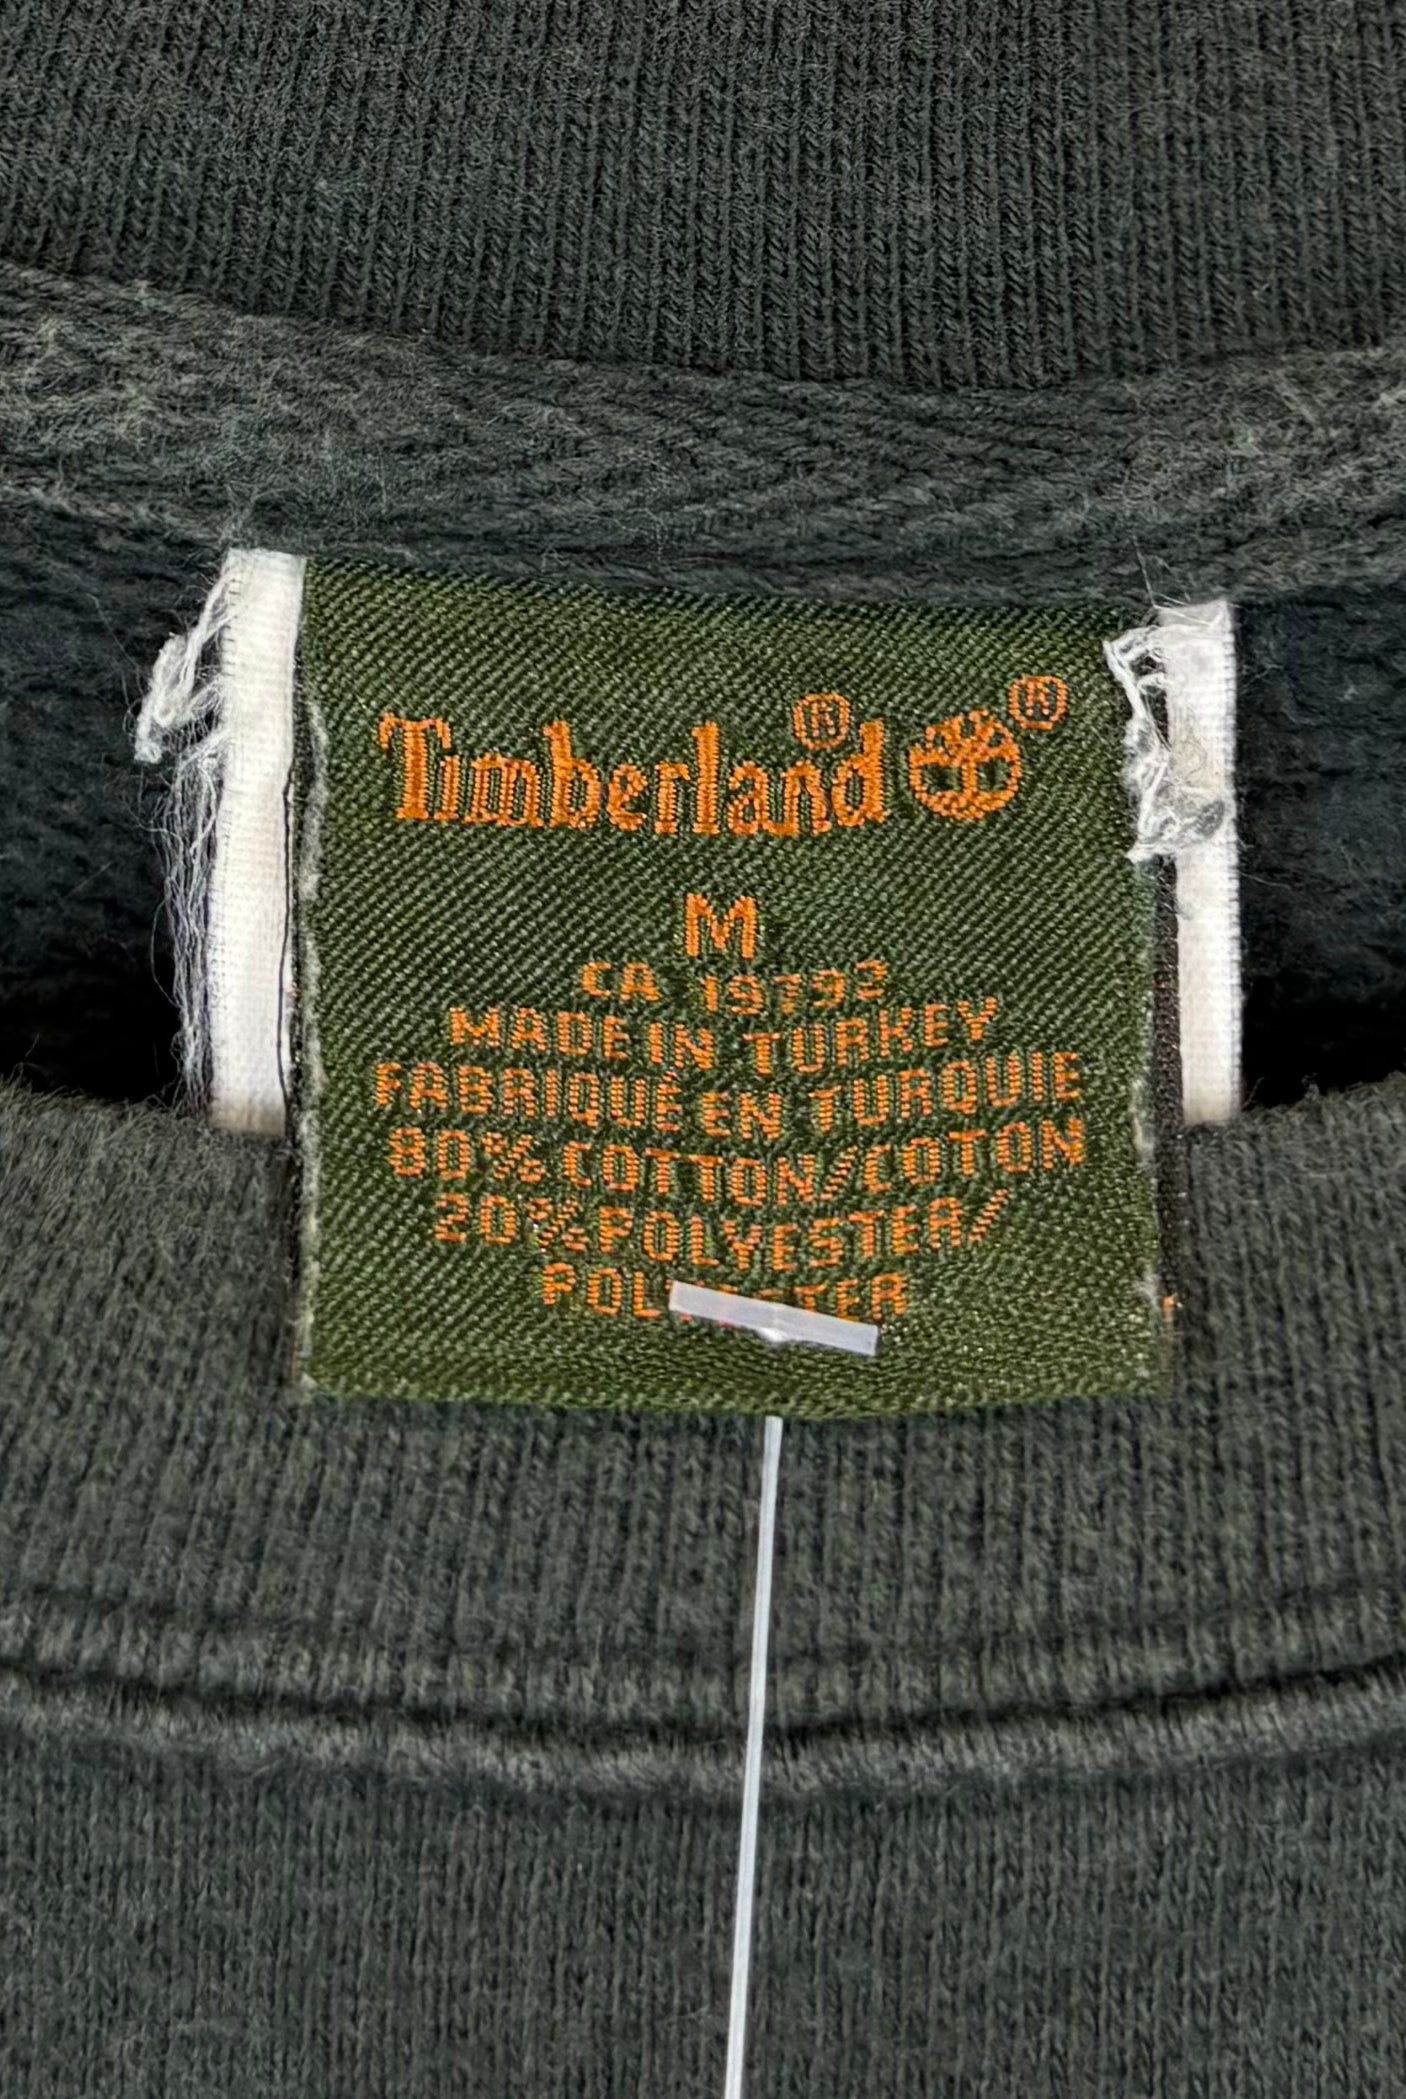 Timberland® ®
M
CA 19792
MADE IN TURKEY
FABRIQUÉ EN TURQUIE
80% COTTON/COTON
20% POLYESTER/